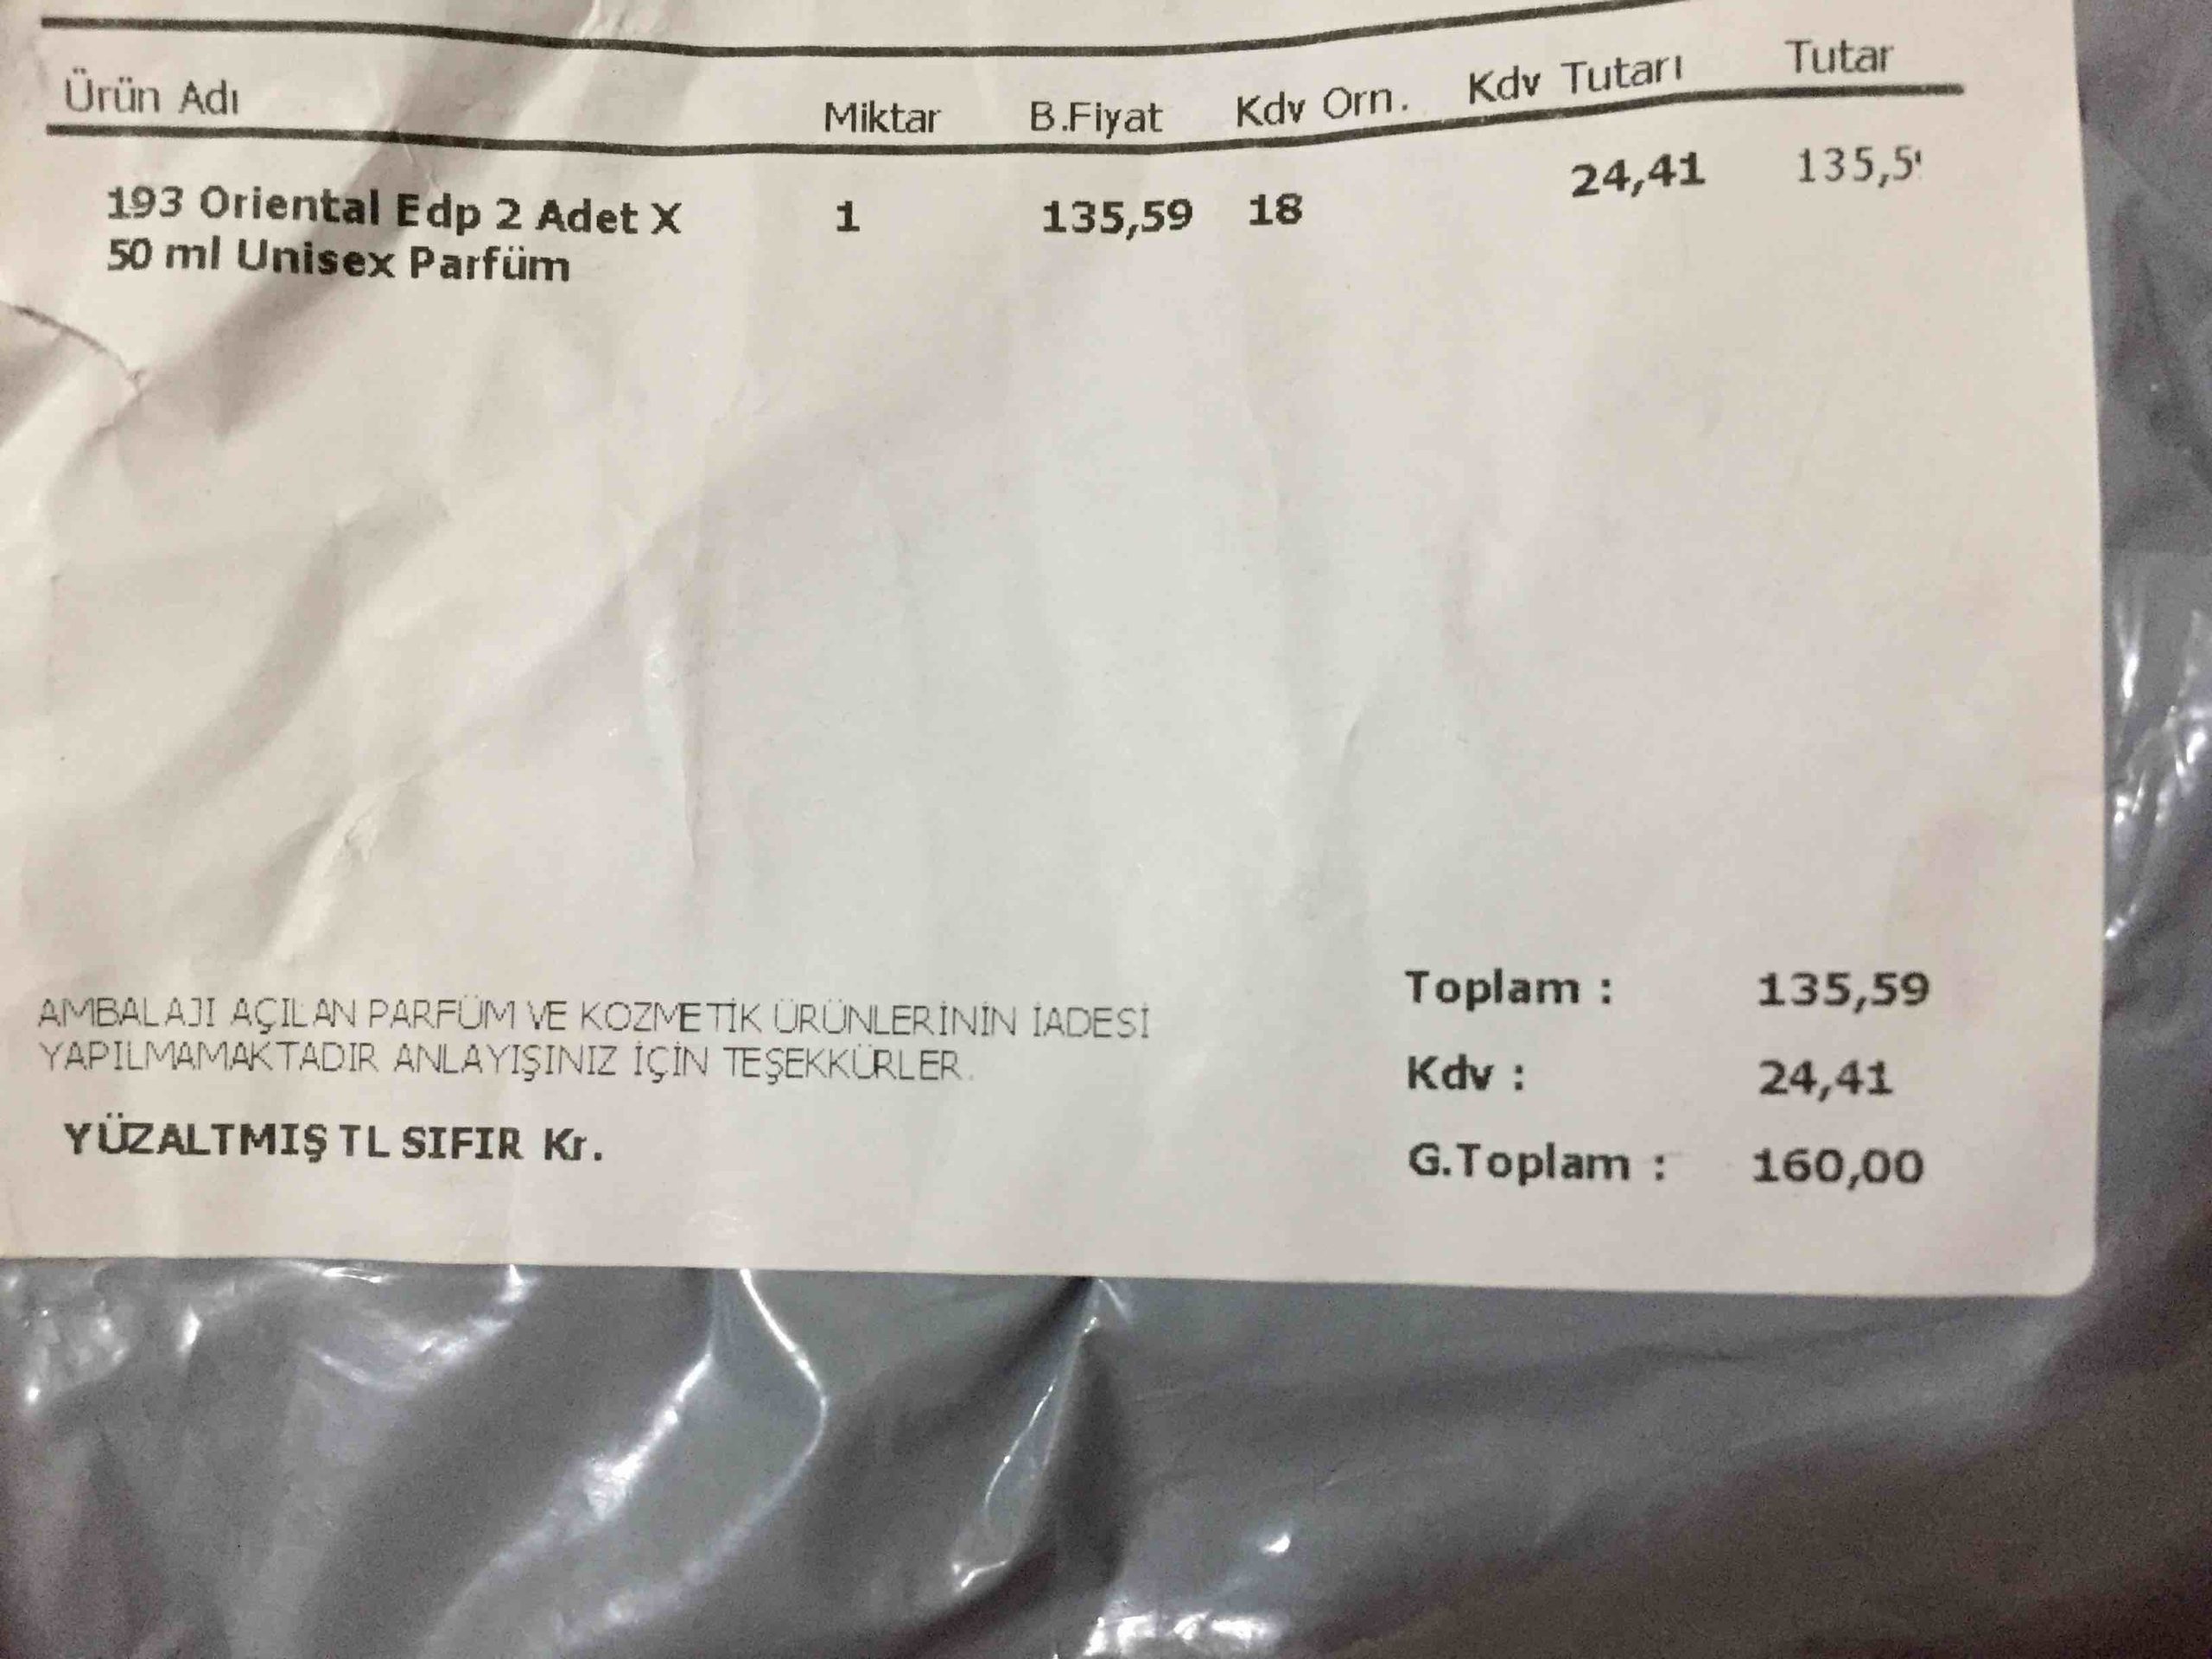 Ürün Adı Miktar B.Fiyat Kdv Orn. Kdv Tutarı Tutar
193 Oriental Edp 2 Adet X 1 135,59 18 24,41
50 ml Unisex Parfüm
Toplam : 135,59
AMBALAJI AÇILAN PARFÜM VE KOZMETİK ÜRÜNLERİNİN İADESİ
YAPILMAMAKTADIR ANLAYIŞINIZ İÇİN TEŞEKKÜRLER.
Kdv : 24,41
YÜZALTMIŞ TL SIFIR Kr.
G.Toplam : 160,00